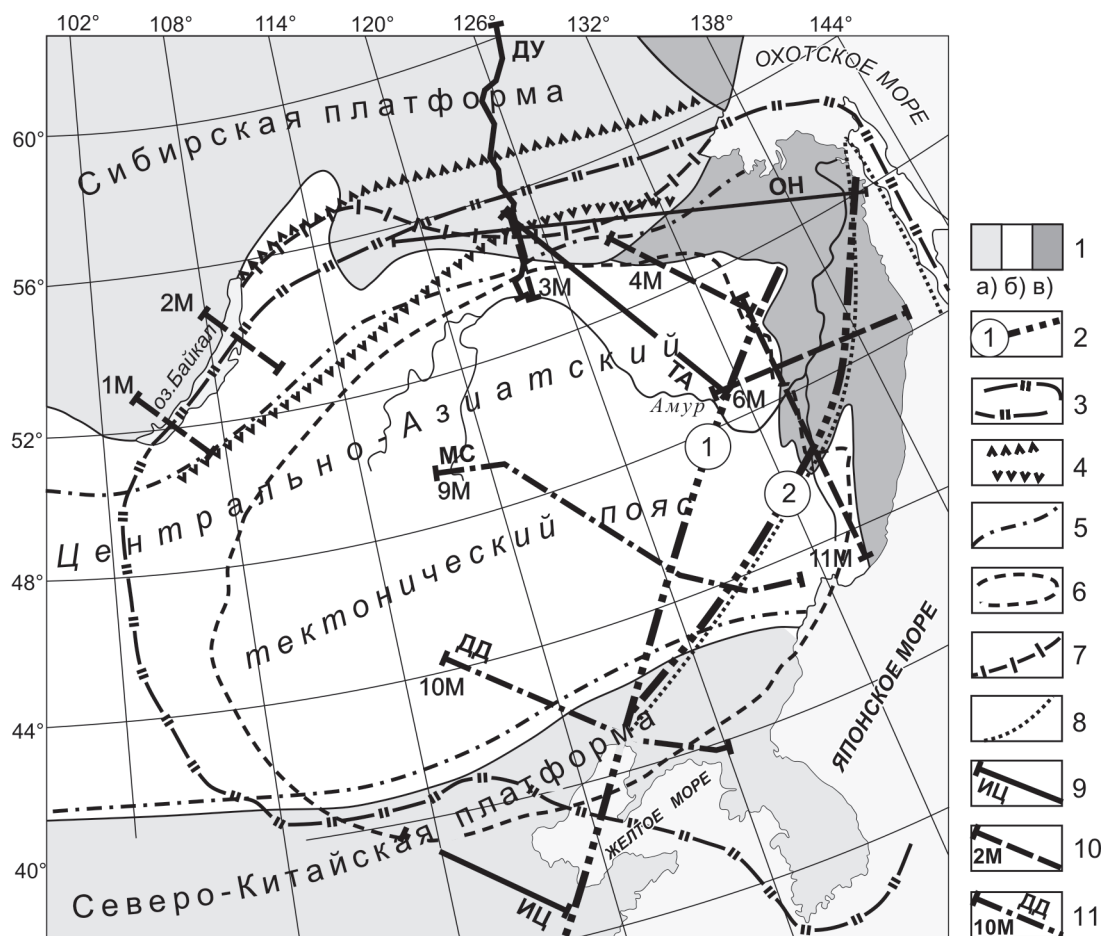 102° 108° 114° 120° 126° 132° 138° 144°
ДУ
ОХОТСКОЕ МОРЕ
60°
Сибирская платформа
ОН
56°
2М
3М
4М
оз.Байкал
1М
ТА
6М
Амур
52°
Центрально-Азиатский
1
МС
9М
2
тектонический пояс
11М
48°
ДД
10М
ЯПОНСКОЕ МОРЕ
44°
ЖЕЛТОЕ МОРЕ
Северо-Китайская платформа
40°
ИЦ
1
а) б) в)
1 2
3
4
5
6
7
8
ИЦ 9
2М 10
ДД
10М 11